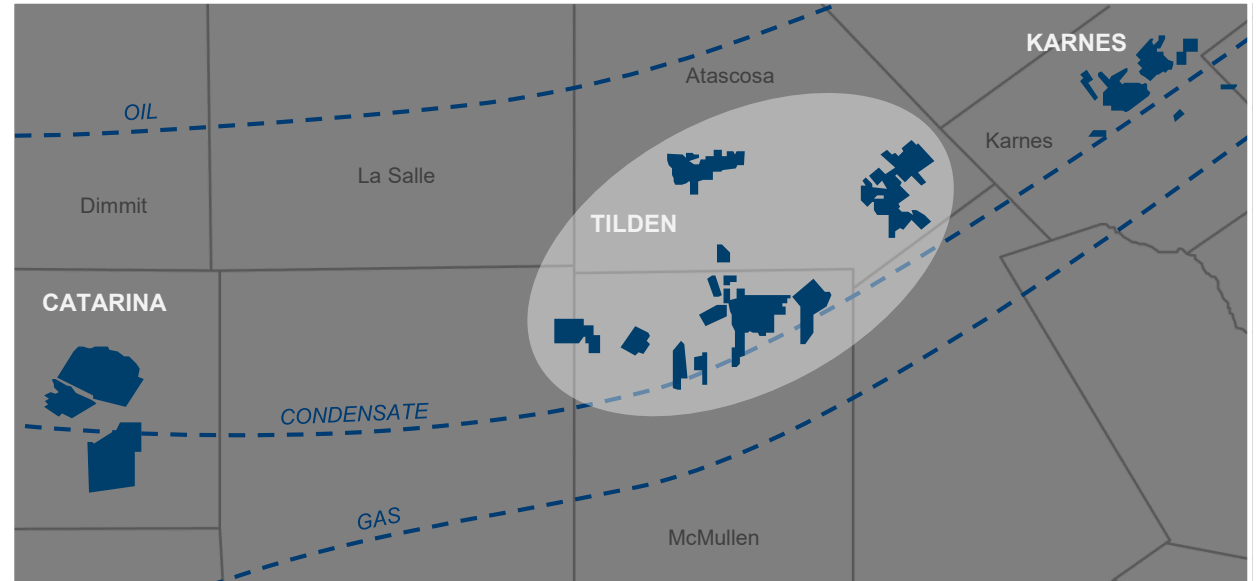 KARNES
Atascosa
OIL
Karnes
La Salle
Dimmit
TILDEN
CATARINA
CONDENSATE
GAS
McMullen